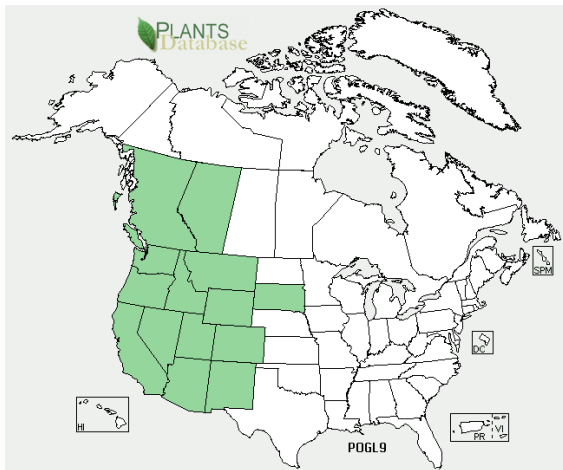 PLANTS
Database
SPM
DC
HI
PR
VI
POGL9